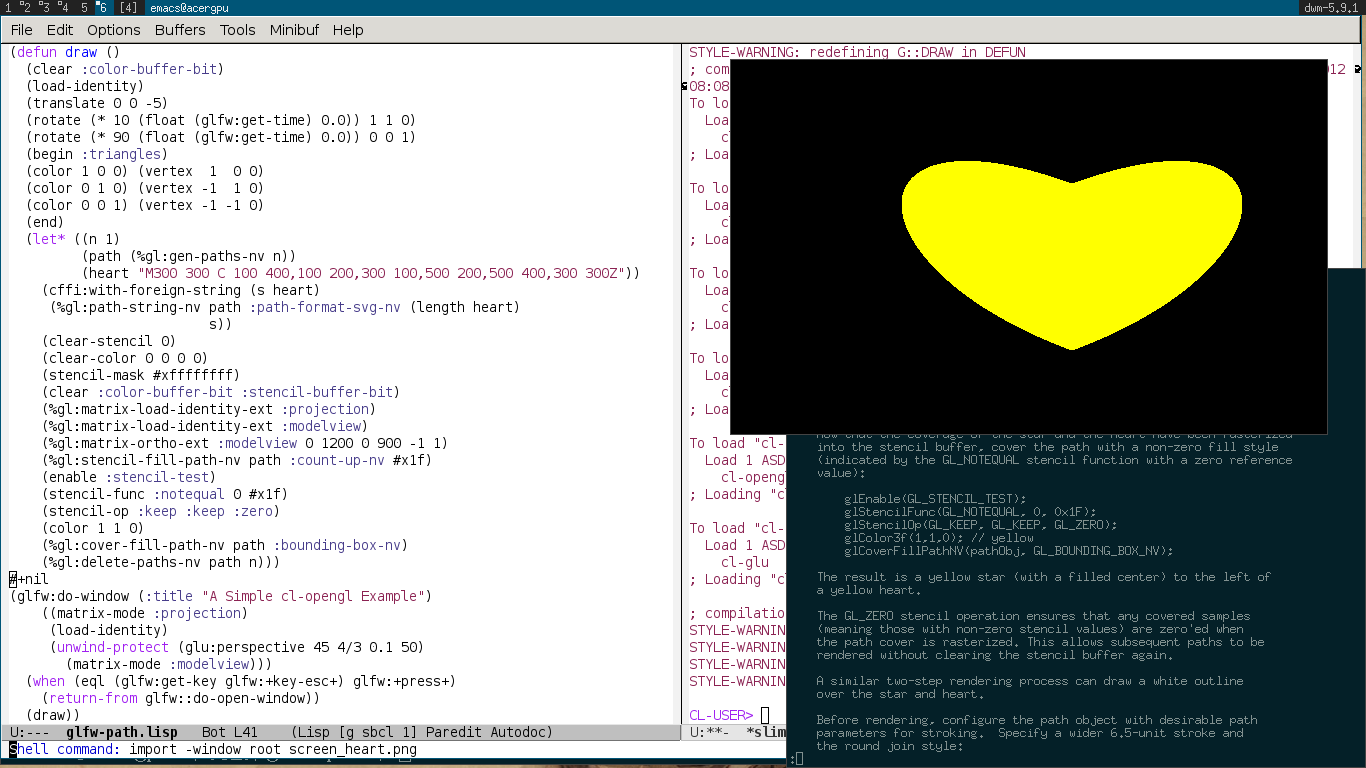 1 2 3 4 5 6 [4] emacs@acergpu
dwm-5.9.1
File Edit Options Buffers Tools Minibuf Help
(defun draw ()
(clear :color-buffer-bit)
(load-identity)
(translate 0 0 -5)
(rotate (* 10 (float (glfw:get-time) 0.0)) 1 1 0)
(rotate (* 90 (float (glfw:get-time) 0.0)) 0 0 1)
(begin :triangles)
(color 1 0 0) (vertex  1  0 0)
(color 0 1 0) (vertex -1  1 0)
(color 0 0 1) (vertex -1 -1 0)
(end)
(let* ((n 1)
(path (%gl:gen-paths-nv n))
(heart "M300 300 C 100 400,100 200,300 100,500 200,500 400,300 300Z"))
(cffi:with-foreign-string (s heart)
(%gl:path-string-nv path :path-format-svg-nv (length heart)
s))
(clear-stencil 0)
(clear-color 0 0 0 0)
(stencil-mask #xffffffff)
(clear :color-buffer-bit :stencil-buffer-bit)
(%gl:matrix-load-identity-ext :projection)
(%gl:matrix-load-identity-ext :modelview)
(%gl:matrix-ortho-ext :modelview 0 1200 0 900 -1 1)
(%gl:stencil-fill-path-nv path :count-up-nv #x1f)
(enable :stencil-test)
(stencil-func :notequal 0 #x1f)
(stencil-op :keep :keep :zero)
(color 1 1 0)
(%gl:cover-fill-path-nv path :bounding-box-nv)
(%gl:delete-paths-nv path n)))
#+nil
(glfw:do-window (:title "A Simple cl-opengl Example")
((matrix-mode :projection)
(load-identity)
(unwind-protect (glu:perspective 45 4/3 0.1 50)
(matrix-mode :modelview)))
(when (eql (glfw:get-key glfw:+key-esc+) glfw:+press+)
(return-from glfw::do-open-window))
(draw))
U:---  glfw-path.lisp   Bot L41    (Lisp [g sbcl 1] Paredit Autodoc)
Shell command: import -window root screen_heart.png
STYLE-WARNING: redefining G::DRAW in DEFUN
; com
012
08:08
To lo
Loa
c
; Loa
To lo
Loa
c
; Loa
To lo
Loa
c
; Loa
To lo
Loa
c
; Loa
To load "cl-
Load 1 ASD
cl-openg
; Loading "c
To load "cl-
Load 1 ASD
cl-glu
; Loading "c
; compilatio
STYLE-WARNIN
STYLE-WARNIN
STYLE-WARNIN
STYLE-WARNIN
CL-USER>
U:**-  *slim
into the stencil buffer, cover the path with a non-zero fill style
(indicated by the GL_NOTEQUAL stencil function with a zero reference
value):
glEnable(GL_STENCIL_TEST);
glStencilFunc(GL_NOTEQUAL, 0, 0x1F);
glStencilOp(GL_KEEP, GL_KEEP, GL_ZERO);
glColor3f(1,1,0); // yellow
glCoverFillPathNV(pathObj, GL_BOUNDING_BOX_NV);
The result is a yellow star (with a filled center) to the left of
a yellow heart.
The GL_ZERO stencil operation ensures that any covered samples
(meaning those with non-zero stencil values) are zero'ed when
the path cover is rasterized. This allows subsequent paths to be
rendered without clearing the stencil buffer again.
A similar two-step rendering process can draw a white outline
over the star and heart.
Before rendering, configure the path object with desirable path
parameters for stroking.  Specify a wider 6.5-unit stroke and
the round join style:
: